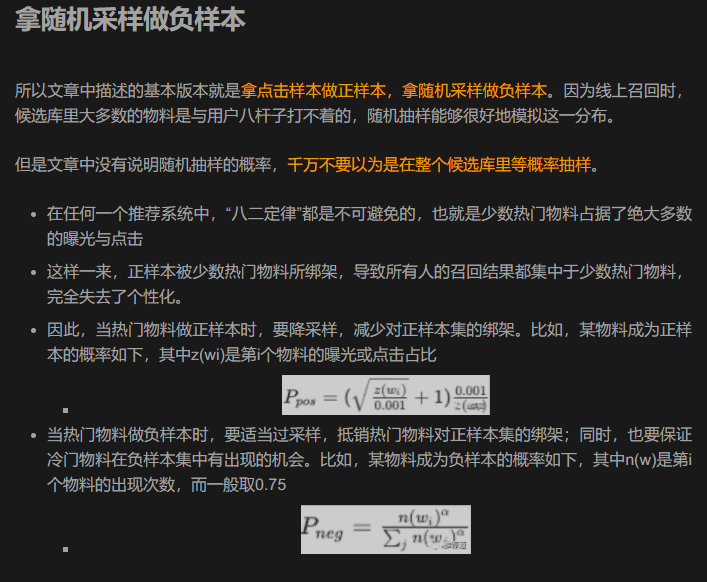 拿随机采样做负样本
所以文章中描述的基本版本就是拿点击样本做正样本，拿随机采样做负样本。因为线上召回时，
候选库里大多数的物料是与用户八杆子打不着的，随机抽样能够很好地模拟这一分布。
但是文章中没有说明随机抽样的概率，千万不要以为是在整个候选库里等概率抽样。
在任何一个推荐系统中，“八二定律”都是不可避免的，也就是少数热门物料占据了绝大多数
的曝光与点击
这样一来，正样本被少数热门物料所绑架，导致所有人的召回结果都集中于少数热门物料，
完全失去了个性化。
因此，当热门物料做正样本时，要降采样，减少对正样本集的绑架。比如，某物料成为正样
本的概率如下，其中z(wi)是第i个物料的曝光或点击占比
P_pos = (√(z(w_i)/0.001) + 1) 0.001/
当热门物料做负样本时，要适当过采样，抵销热门物料对正样本集的绑架；同时，也要保证
冷门物料在负样本集中有出现的机会。比如，某物料成为负样本的概率如下，其中n(w)是第i
个物料的出现次数，而一般取0.75
P_neg = n(w_i)^α / ∑_j n(w_j)^α